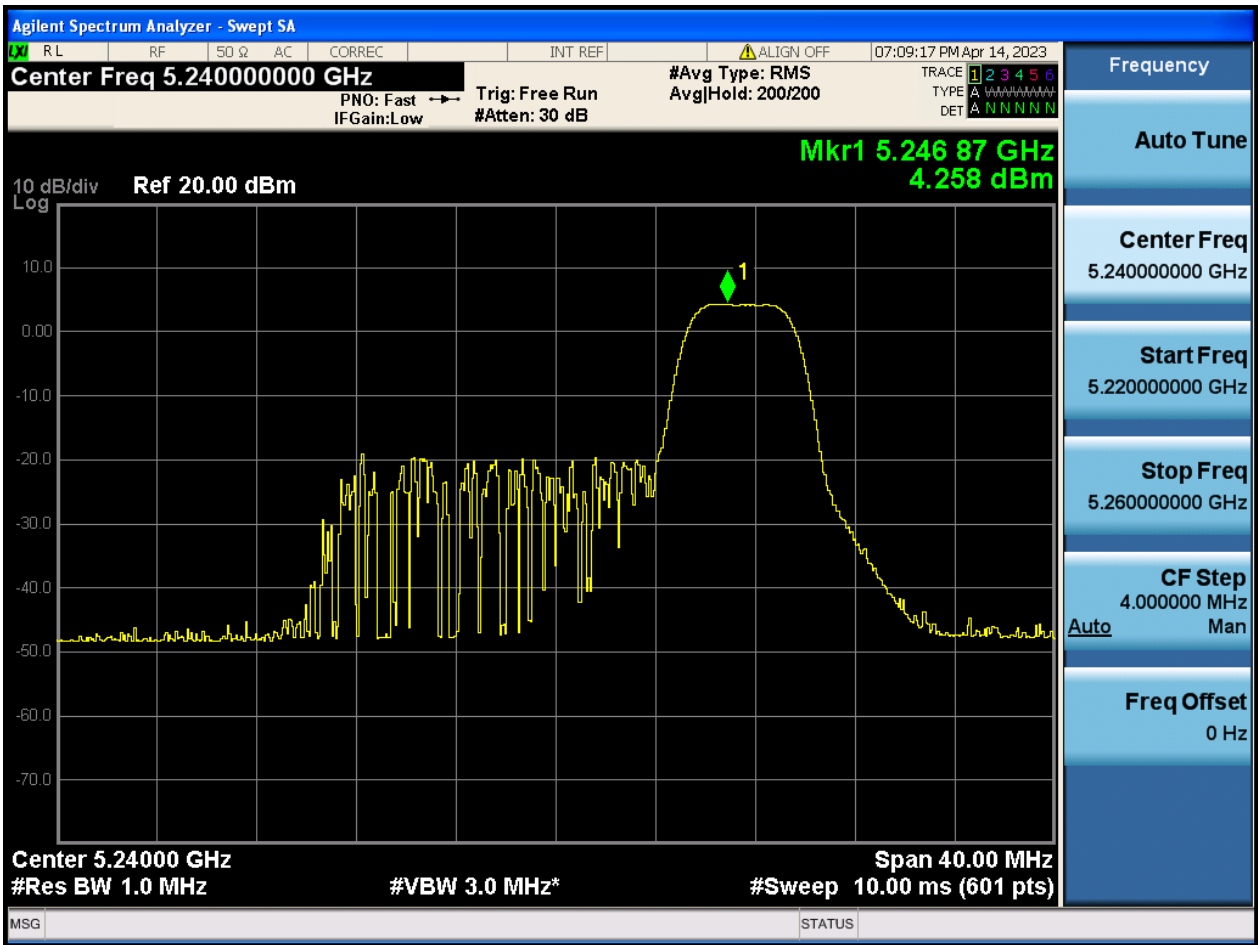 Agilent Spectrum Analyzer - Swept SA
LXI RL RF 50 Ω AC CORREC INT REF ALIGN OFF 07:09:17 PM Apr 14, 2023
Center Freq 5.240000000 GHz
PNO: Fast
IFGain:Low
Trig: Free Run
#Atten: 30 dB
#Avg Type: RMS
Avg|Hold: 200/200
TRACE 1 2 3 4 5 6
TYPE A WWWWW
DET A N N N N N
Mkr1 5.246 87 GHz
4.258 dBm
10 dB/div Ref 20.00 dBm
Log
1
10.0
0.00
-10.0
-20.0
-30.0
-40.0
-50.0
-60.0
-70.0
Center 5.24000 GHz Span 40.00 MHz
#Res BW 1.0 MHz #VBW 3.0 MHz* #Sweep 10.00 ms (601 pts)
MSG STATUS
Frequency
Auto Tune
Center Freq
5.240000000 GHz
Start Freq
5.220000000 GHz
Stop Freq
5.260000000 GHz
CF Step
4.000000 MHz
Auto Man
Freq Offset
0 Hz